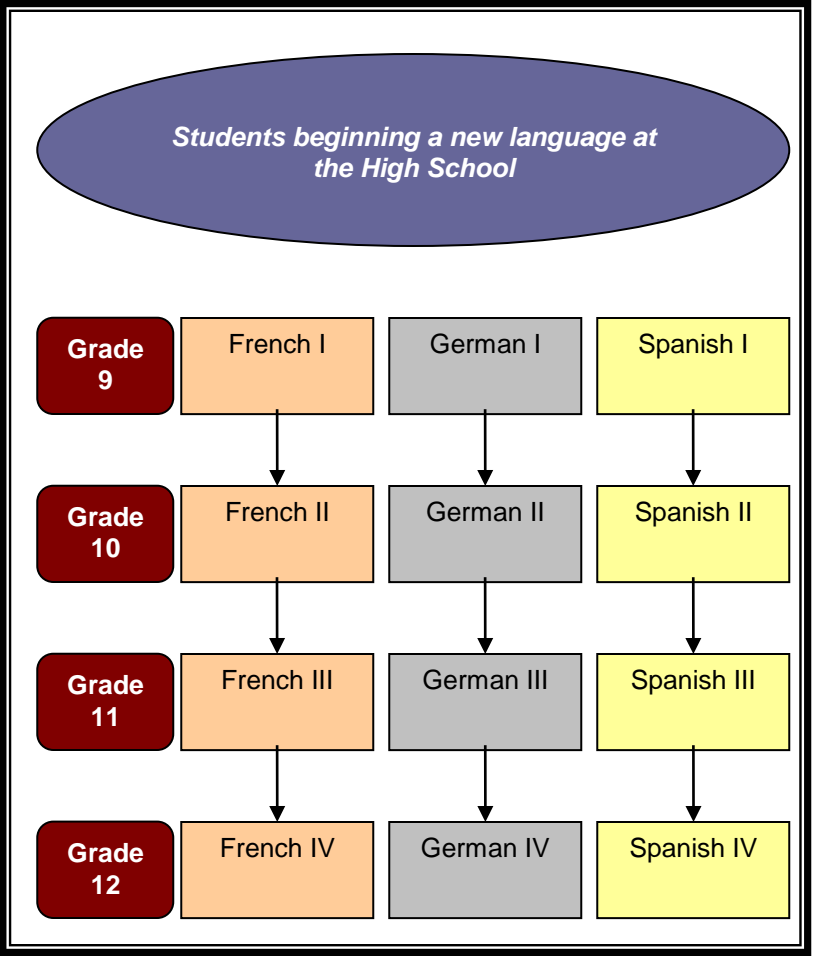 Students beginning a new language at
the High School
Grade
9
French I
German I
Spanish I
Grade
10
French II
German II
Spanish II
Grade
11
French III
German III
Spanish III
Grade
12
French IV
German IV
Spanish IV